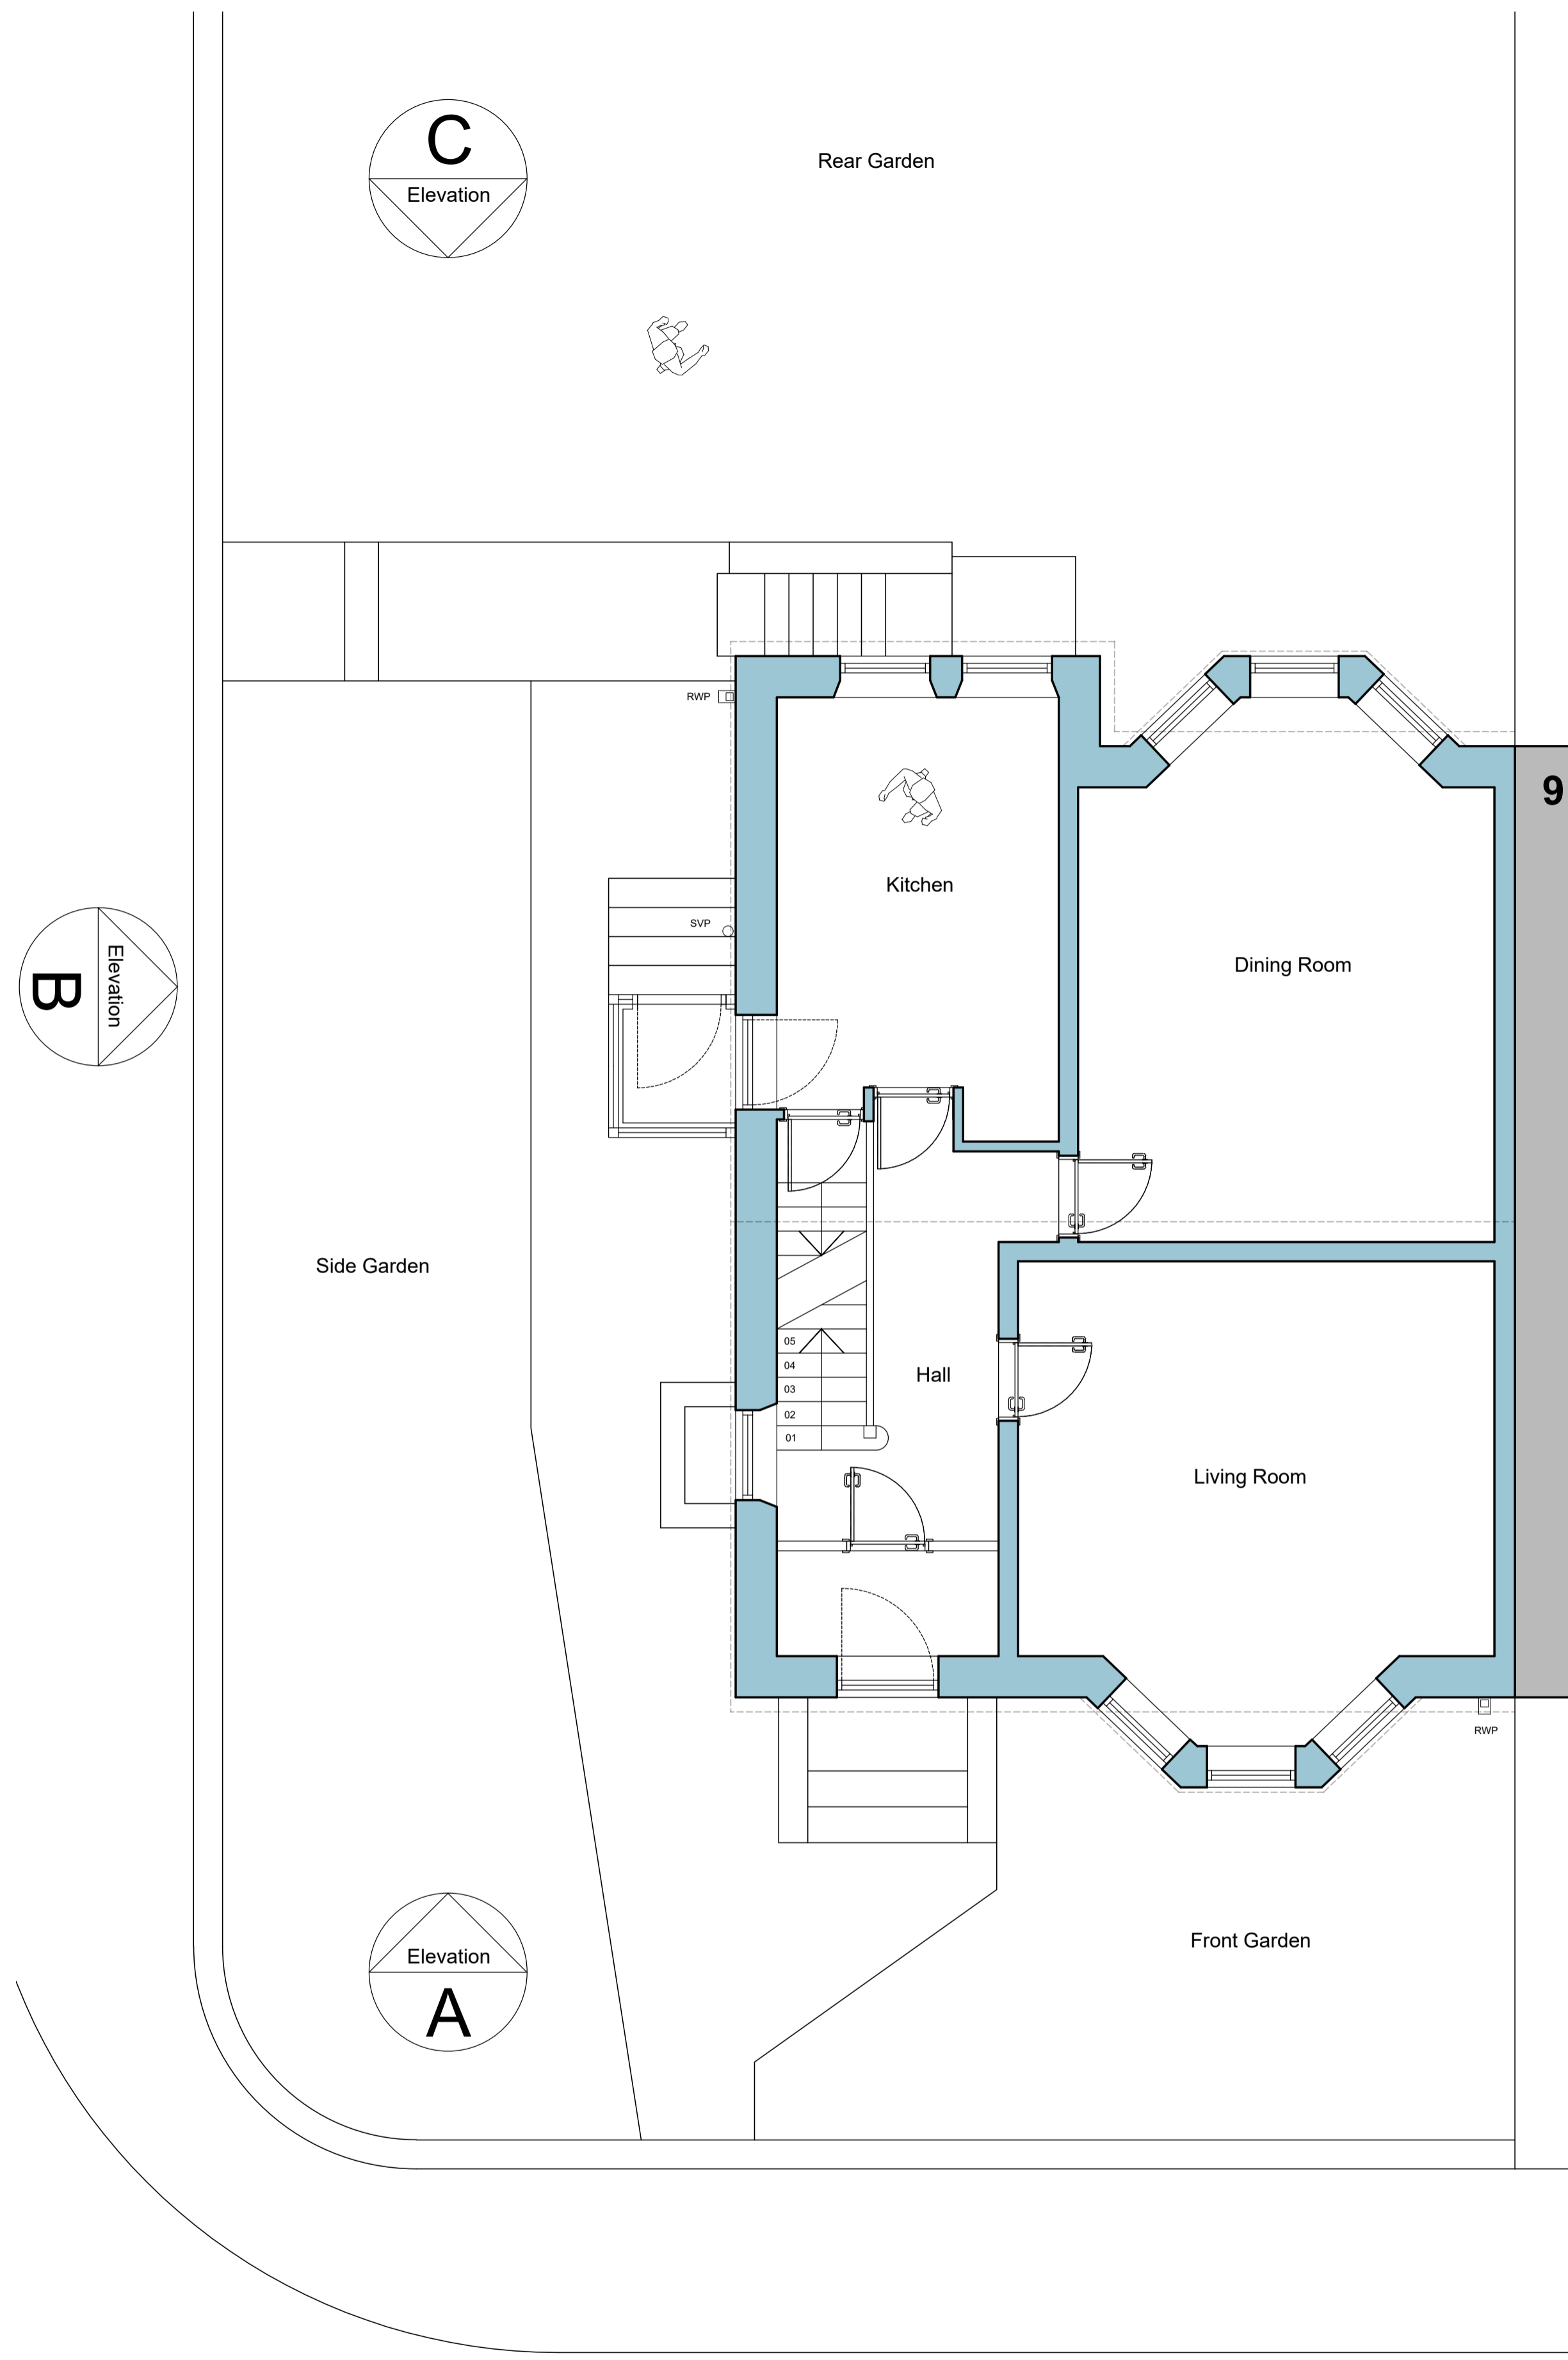 C
Elevation
Rear Garden
RWP
9
Kitchen
SVP
Dining Room
Elevation
B
Side Garden
05
04
03
02
01
Hall
Living Room
RWP
Elevation
A
Front Garden